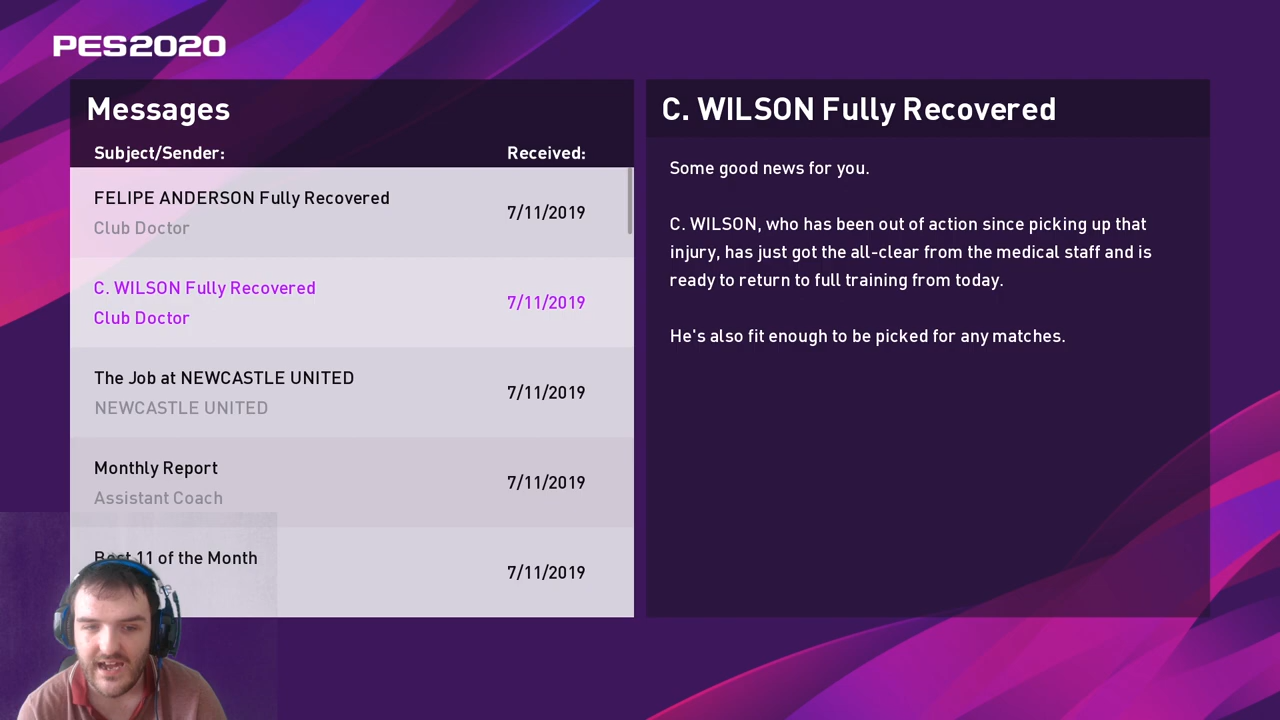 PES2020
Messages
Subject/Sender:
Received:
FELIPE ANDERSON Fully Recovered
Club Doctor
7/11/2019
C. WILSON Fully Recovered
Club Doctor
7/11/2019
The Job at NEWCASTLE UNITED
NEWCASTLE UNITED
7/11/2019
Monthly Report
Assistant Coach
7/11/2019
Best 11 of the Month
7/11/2019
C. WILSON Fully Recovered
Some good news for you.
C. WILSON, who has been out of action since picking up that
injury, has just got the all-clear from the medical staff and is
ready to return to full training from today.
He's also fit enough to be picked for any matches.